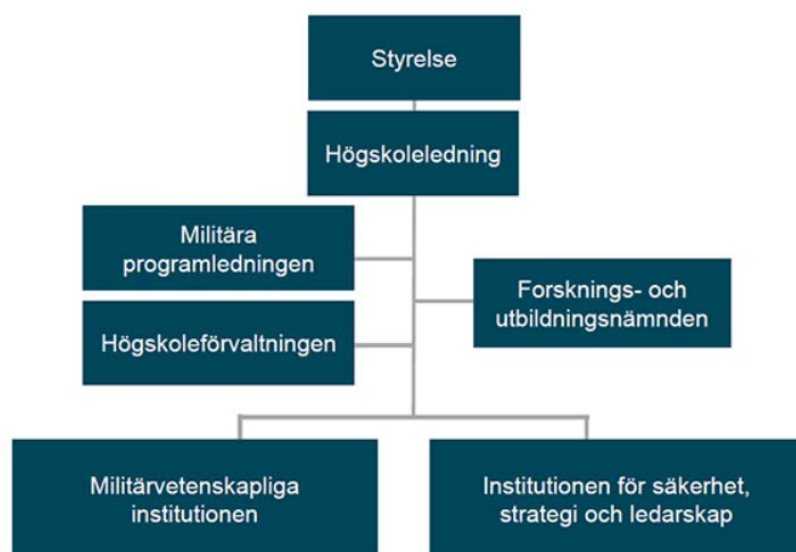 Styrelse
Högskoleledning
Militära
programledningen
Forsknings- och
utbildningsnämnden
Högskoleförvaltningen
Militärvetenskapliga
institutionen
Institutionen för säkerhet,
strategi och ledarskap